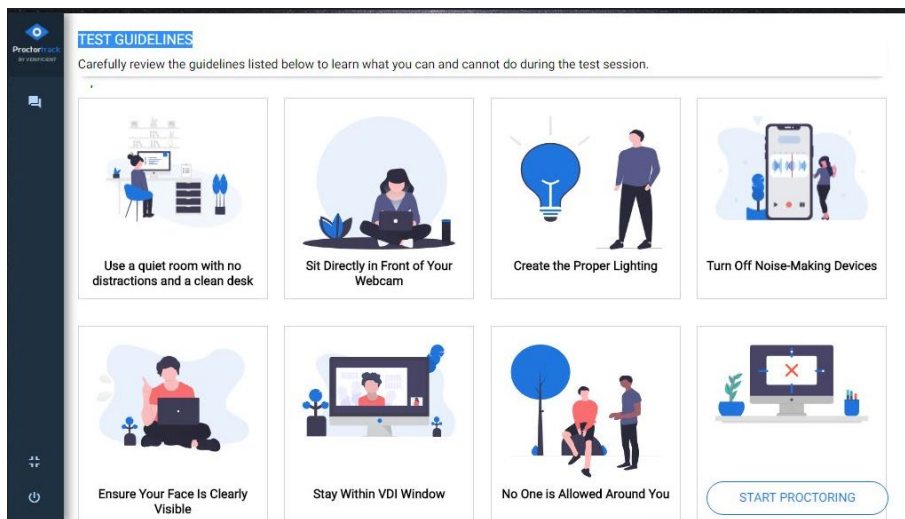 Proctortrack
BY VERIFICIENT
TEST GUIDELINES
Carefully review the guidelines listed below to learn what you can and cannot do during the test session.
Use a quiet room with no
distractions and a clean desk
Sit Directly in Front of Your
Webcam
Create the Proper Lighting
Turn Off Noise-Making Devices
Ensure Your Face Is Clearly
Visible
Stay Within VDI Window
No One is Allowed Around You
START PROCTORING